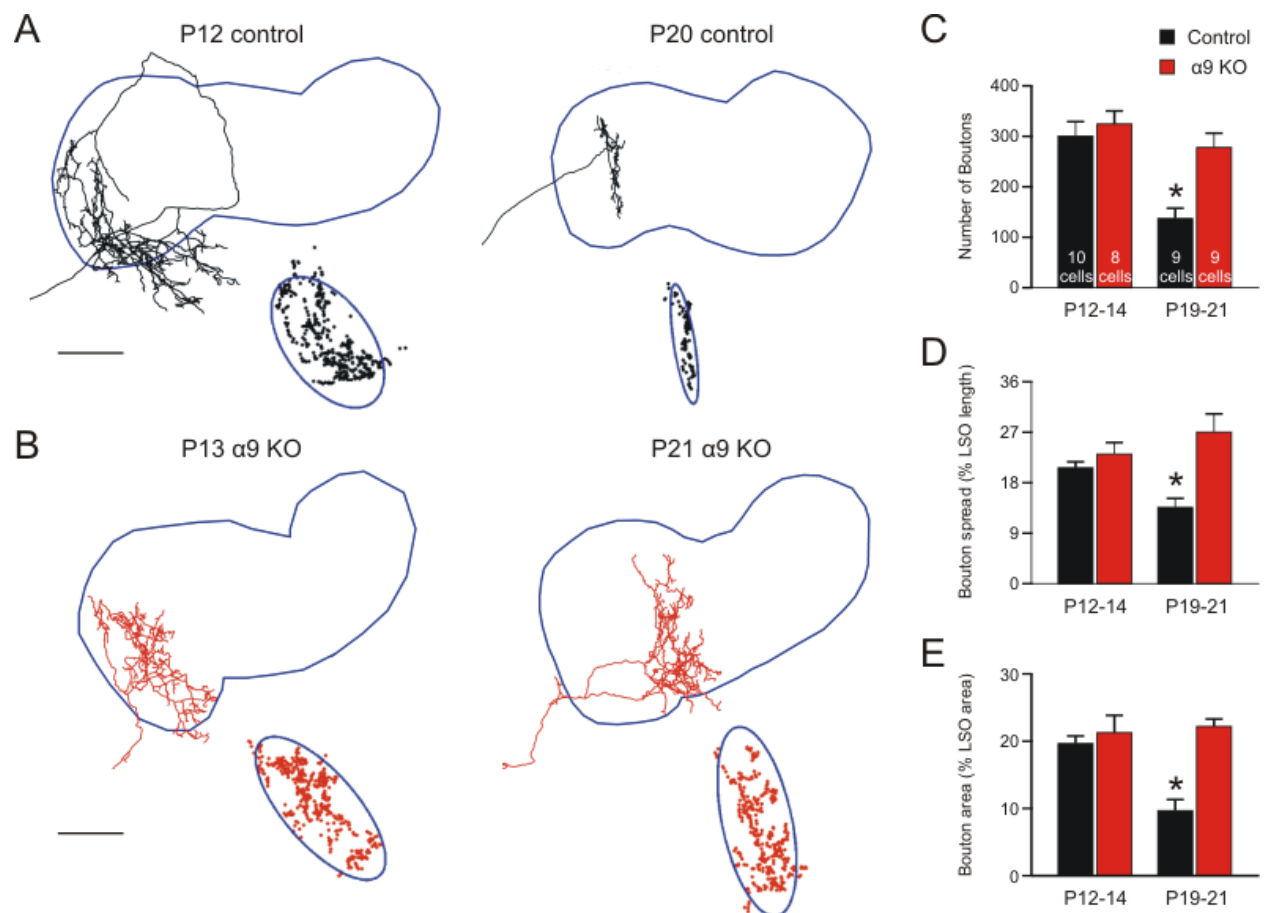 A
P12 control
P20 control
B
P13 α9 KO
P21 α9 KO
C
Control
α9 KO
Number of Boutons
400
300
200
100
0
*
10 cells
8 cells
9 cells
9 cells
P12-14
P19-21
D
Bouton spread (% LSO length)
36
27
18
9
0
*
P12-14
P19-21
E
Bouton area (% LSO area)
30
20
10
0
*
P12-14
P19-21